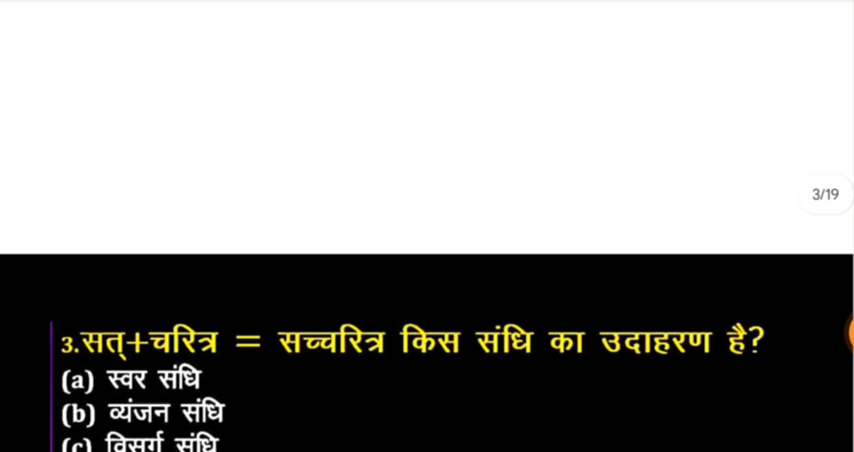 3/19
3.सत्+चरित्र = सच्चरित्र किस संधि का उदाहरण है?
(a) स्वर संधि
(b) व्यंजन संधि
(c) विसर्ग संधि